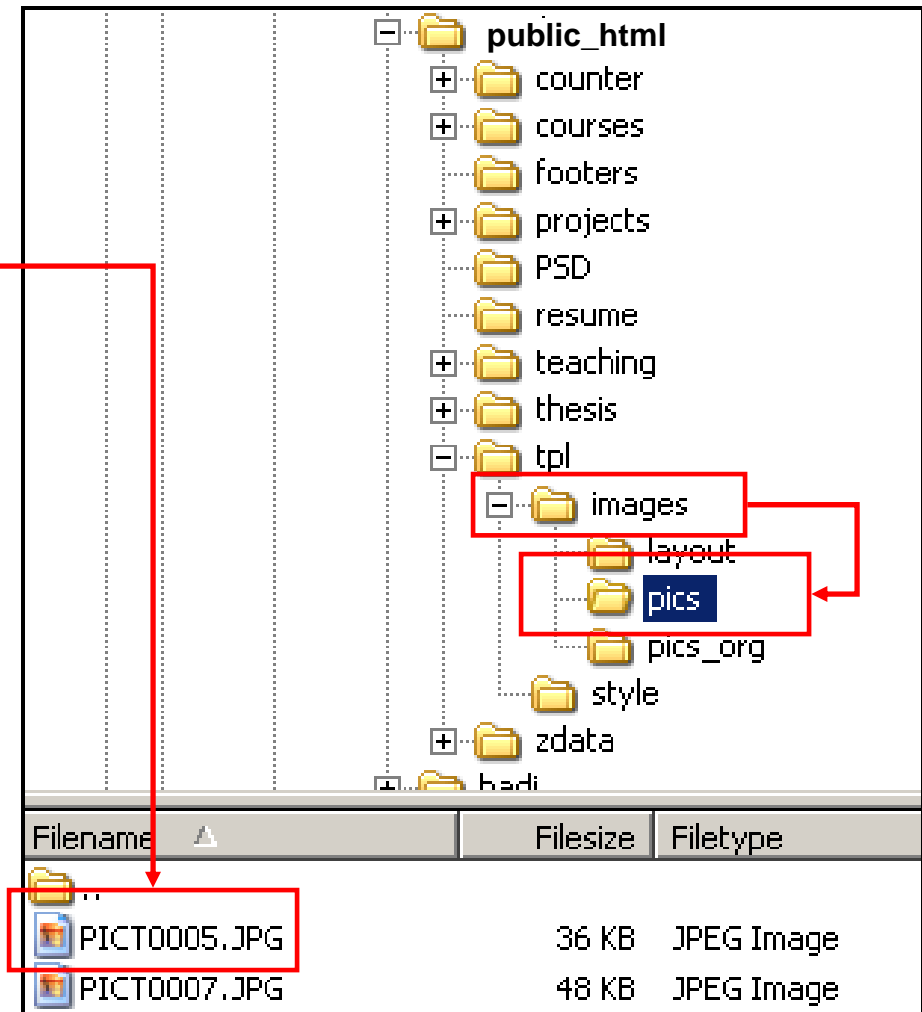 public_html
counter
courses
footers
projects
PSD
resume
teaching
thesis
tpl
images
layout
pics
pics_org
style
zdata
Filename Filesize Filetype
..
PICT0005.JPG 36 KB JPEG Image
PICT0007.JPG 48 KB JPEG Image